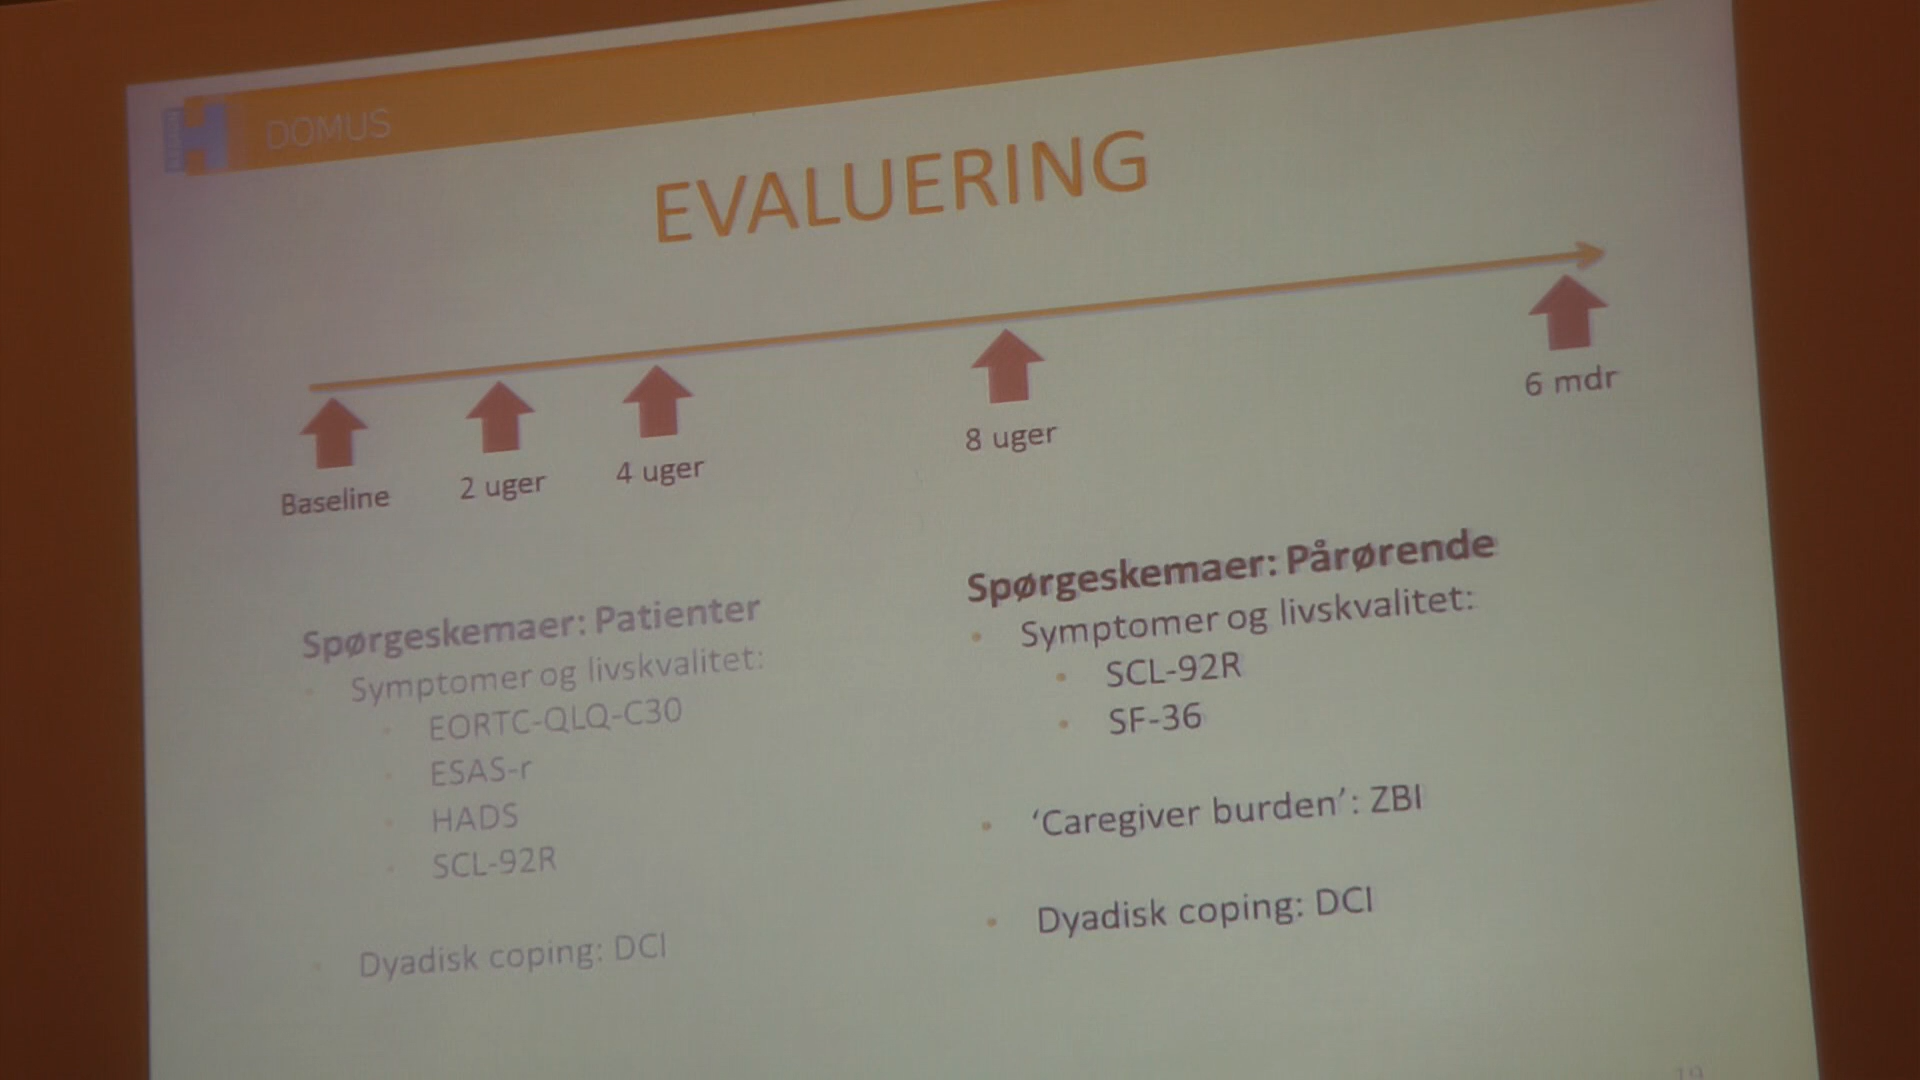 DOMUS
EVALUERING
Baseline
2 uger
4 uger
8 uger
6 mdr
Spørgeskemaer: Patienter
Symptomer og livskvalitet:
EORTC-QLQ-C30
ESAS-r
HADS
SCL-92R
Dyadisk coping: DCI
Spørgeskemaer: Pårørende
Symptomer og livskvalitet:
SCL-92R
SF-36
‘Caregiver burden’: ZBI
Dyadisk coping: DCI
19